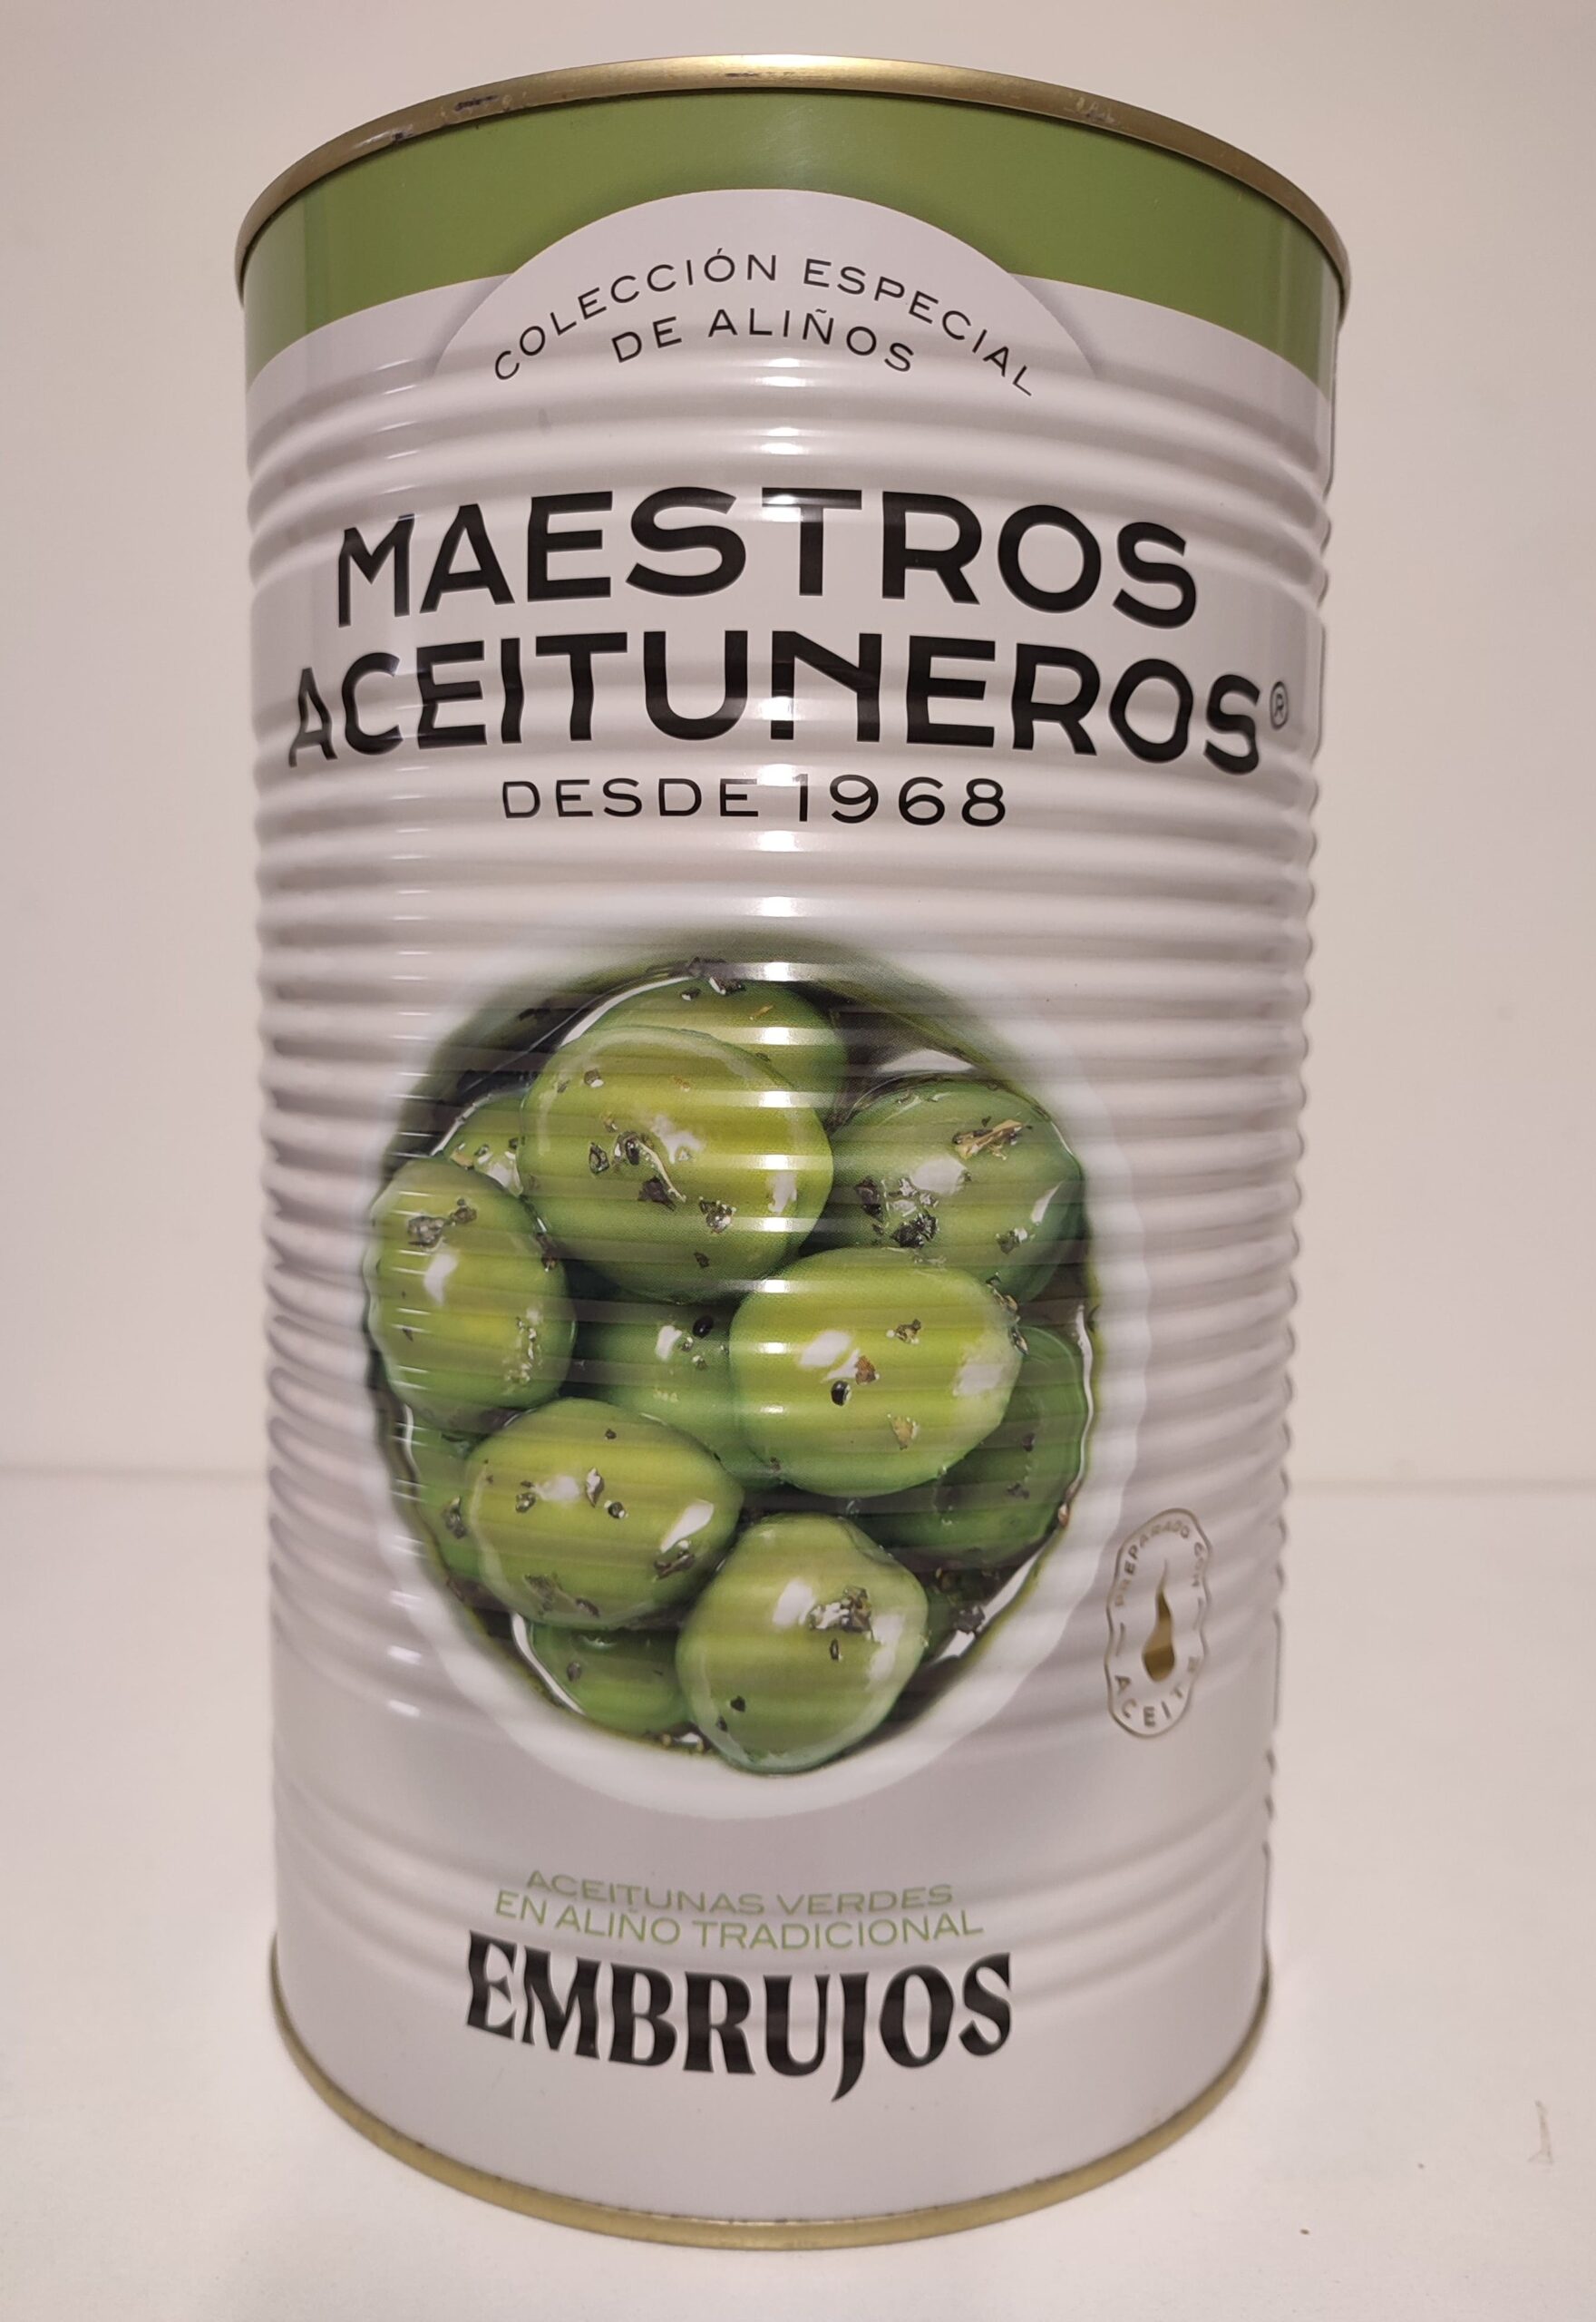 COLECCIÓN ESPECIAL
DE ALIÑOS
MAESTROS
ACEITUNEROS®
DESDE 1968
PREPARADO CON
ACEITE
ACEITUNAS VERDES
EN ALIÑO TRADICIONAL
EMBRUJOS